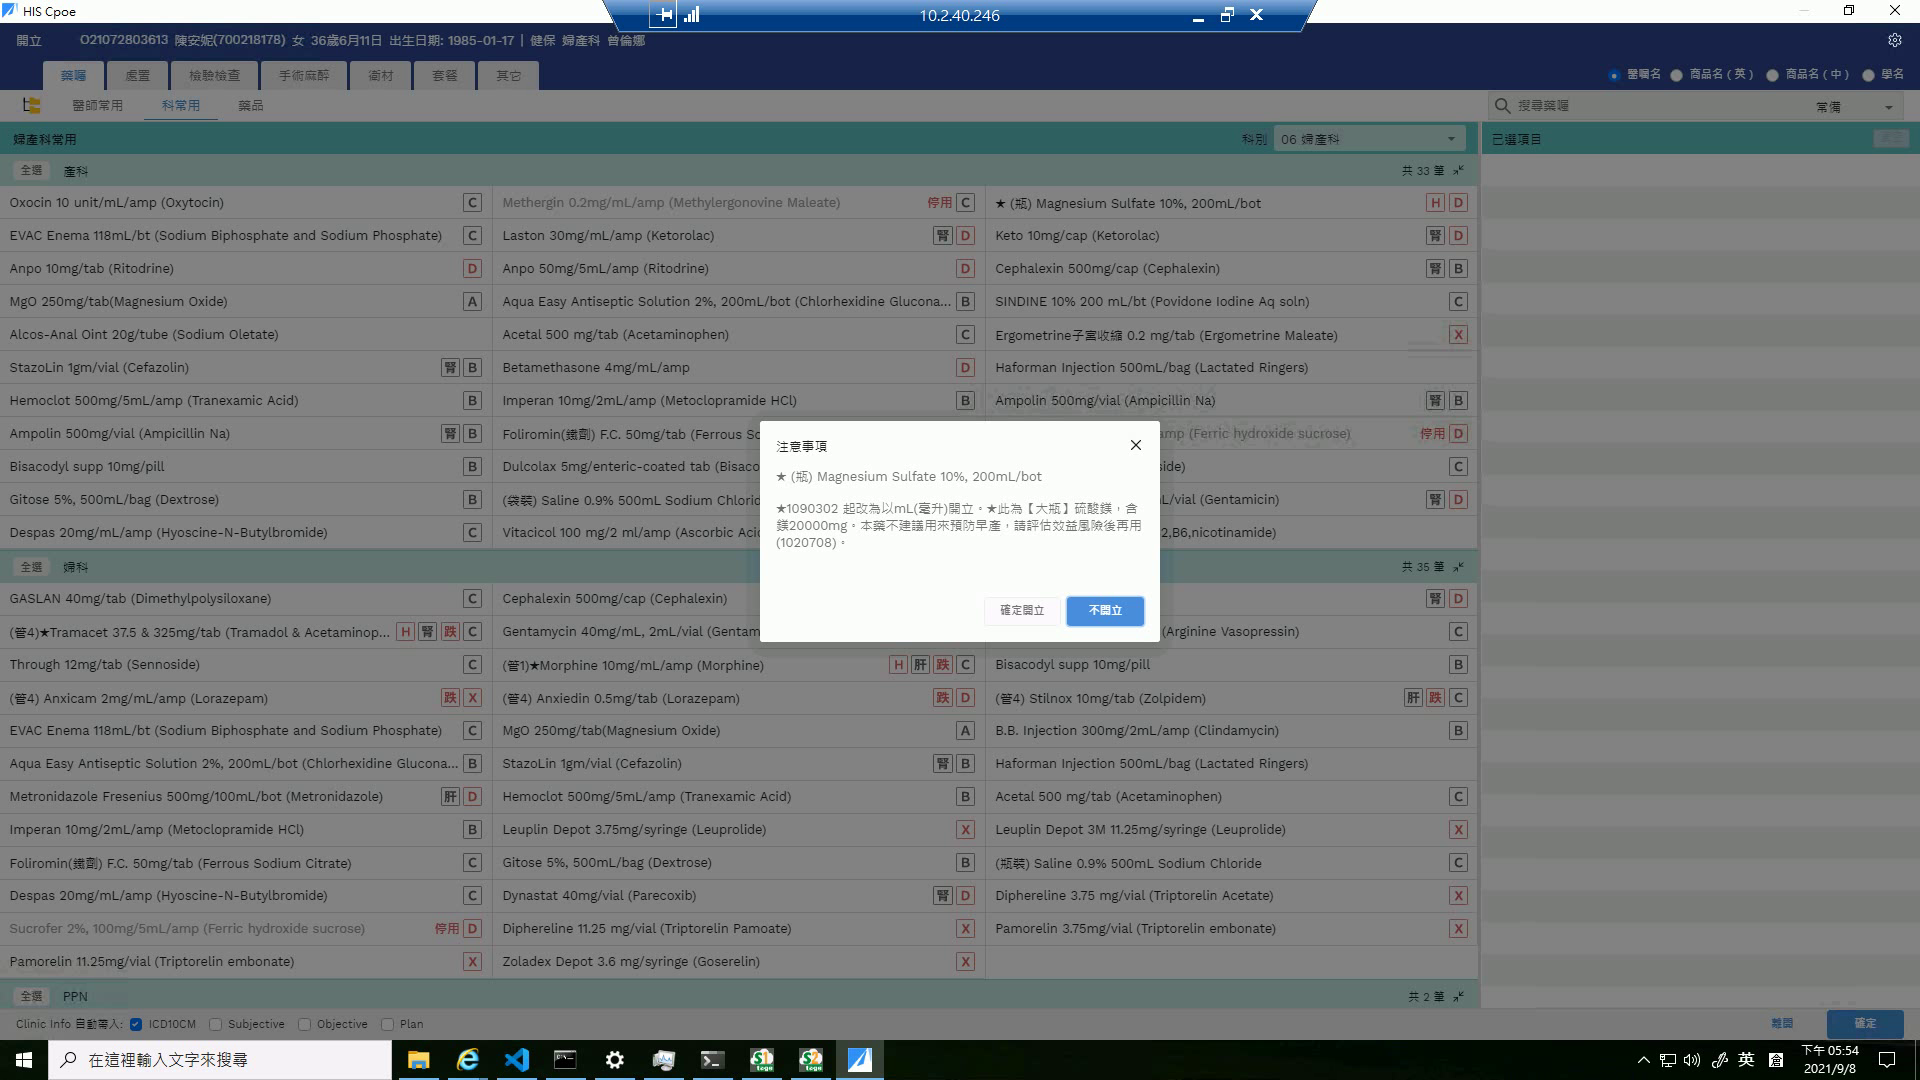 HIS Cpoe
10.2.40.246
開立 O21072803613 陳安妮(700218178) 女 36歲6月11日 出生日期: 1985-01-17 | 健保 婦產科 曾倫娜
藥囑 處置 檢驗檢查 手術麻醉 衛材 套餐 其它
醫囑名 商品名 ( 英 ) 商品名 ( 中 ) 學名
醫師常用 科常用 藥品
搜尋藥囑 常備
婦產科常用 科別 06 婦產科
已選項目
全選 產科 共 33 筆
Oxocin 10 unit/mL/amp (Oxytocin) C
Methergin 0.2mg/mL/amp (Methylergonovine Maleate) 停用 C
★ (瓶) Magnesium Sulfate 10%, 200mL/bot H D
EVAC Enema 118mL/bt (Sodium Biphosphate and Sodium Phosphate) C
Laston 30mg/mL/amp (Ketorolac) 腎 D
Keto 10mg/cap (Ketorolac) 腎 D
Anpo 10mg/tab (Ritodrine) D
Anpo 50mg/5mL/amp (Ritodrine) D
Cephalexin 500mg/cap (Cephalexin) 腎 B
MgO 250mg/tab(Magnesium Oxide) A
Aqua Easy Antiseptic Solution 2%, 200mL/bot (Chlorhexidine Glucona... B
SINDINE 10% 200 mL/bt (Povidone Iodine Aq soln) C
Alcos-Anal Oint 20g/tube (Sodium Oletate)
Acetal 500 mg/tab (Acetaminophen) C
Ergometrine子宮收縮 0.2 mg/tab (Ergometrine Maleate) X
StazoLin 1gm/vial (Cefazolin) 腎 B
Betamethasone 4mg/mL/amp D
Haforman Injection 500mL/bag (Lactated Ringers)
Hemoclot 500mg/5mL/amp (Tranexamic Acid) B
Imperan 10mg/2mL/amp (Metoclopramide HCl) B
Ampolin 500mg/vial (Ampicillin Na) 腎 B
Ampolin 500mg/vial (Ampicillin Na) 腎 B
Foliromin(鐵劑) F.C. 50mg/tab (Ferrous So
amp (Ferric hydroxide sucrose) 停用 D
Bisacodyl supp 10mg/pill B
Dulcolax 5mg/enteric-coated tab (Bisaco
side) C
Gitose 5%, 500mL/bag (Dextrose) B
(袋裝) Saline 0.9% 500mL Sodium Chlorid
L/vial (Gentamicin) 腎 D
Despas 20mg/mL/amp (Hyoscine-N-Butylbromide) C
Vitacicol 100 mg/2 ml/amp (Ascorbic Acid
2,B6,nicotinamide)
注意事項
★ (瓶) Magnesium Sulfate 10%, 200mL/bot
★1090302 起改為以mL(毫升)開立。★此為【大瓶】硫酸鎂，含
鎂20000mg。本藥不建議用來預防早產，請評估效益風險後再用
(1020708)。
確定開立 不開立
全選 婦科 共 35 筆
GASLAN 40mg/tab (Dimethylpolysiloxane) C
Cephalexin 500mg/cap (Cephalexin)
腎 D
(管4)★Tramacet 37.5 & 325mg/tab (Tramadol & Acetaminop... H 腎 跌 C
Gentamycin 40mg/mL, 2mL/vial (Gentam
(Arginine Vasopressin) C
Through 12mg/tab (Sennoside) C
(管1)★Morphine 10mg/mL/amp (Morphine) H 肝 跌 C
Bisacodyl supp 10mg/pill B
(管4) Anxicam 2mg/mL/amp (Lorazepam) 跌 X
(管4) Anxiedin 0.5mg/tab (Lorazepam) 跌 D
(管4) Stilnox 10mg/tab (Zolpidem) 肝 跌 C
EVAC Enema 118mL/bt (Sodium Biphosphate and Sodium Phosphate) C
MgO 250mg/tab(Magnesium Oxide) A
B.B. Injection 300mg/2mL/amp (Clindamycin) B
Aqua Easy Antiseptic Solution 2%, 200mL/bot (Chlorhexidine Glucona... B
StazoLin 1gm/vial (Cefazolin) 腎 B
Haforman Injection 500mL/bag (Lactated Ringers)
Metronidazole Fresenius 500mg/100mL/bot (Metronidazole) 肝 D
Hemoclot 500mg/5mL/amp (Tranexamic Acid) B
Acetal 500 mg/tab (Acetaminophen) C
Imperan 10mg/2mL/amp (Metoclopramide HCl) B
Leuplin Depot 3.75mg/syringe (Leuprolide) X
Leuplin Depot 3M 11.25mg/syringe (Leuprolide) X
Foliromin(鐵劑) F.C. 50mg/tab (Ferrous Sodium Citrate) C
Gitose 5%, 500mL/bag (Dextrose) B
(瓶裝) Saline 0.9% 500mL Sodium Chloride C
Despas 20mg/mL/amp (Hyoscine-N-Butylbromide) C
Dynastat 40mg/vial (Parecoxib) 腎 D
Diphereline 3.75 mg/vial (Triptorelin Acetate) X
Sucrofer 2%, 100mg/5mL/amp (Ferric hydroxide sucrose) 停用 D
Diphereline 11.25 mg/vial (Triptorelin Pamoate) X
Pamorelin 3.75mg/vial (Triptorelin embonate) X
Pamorelin 11.25mg/vial (Triptorelin embonate) X
Zoladex Depot 3.6 mg/syringe (Goserelin) X
全選 PPN 共 2 筆
Clinic Info 自動帶入: ICD10CM Subjective Objective Plan
離開 確定
在這裡輸入文字來搜尋
英
下午 05:54
2021/9/8